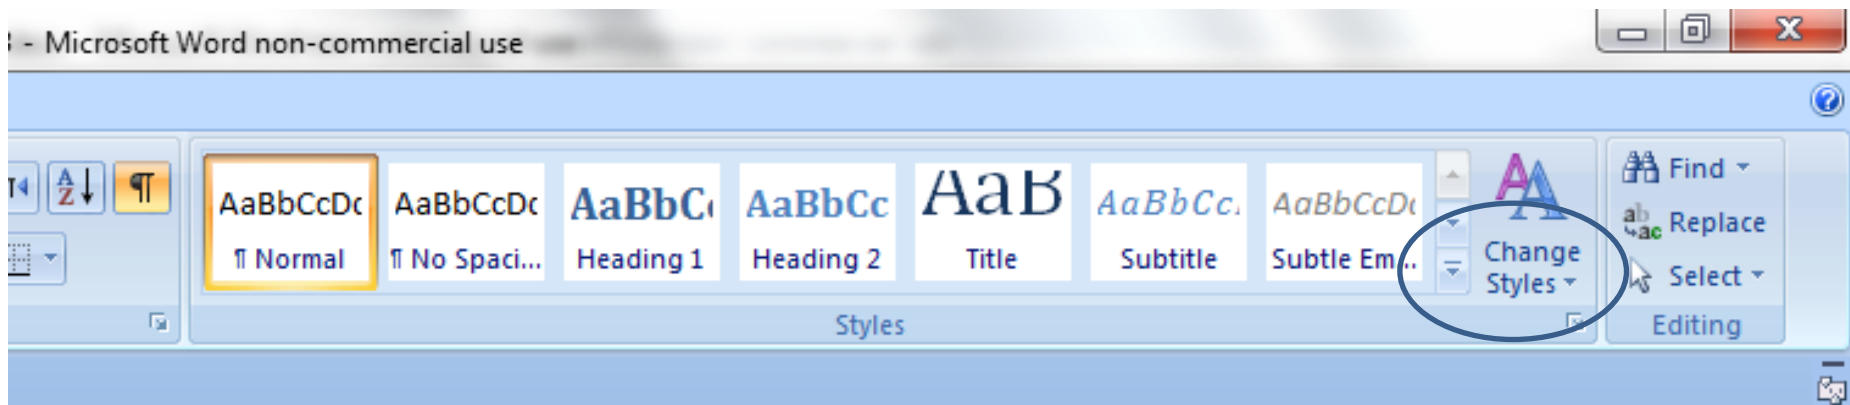 - Microsoft Word non-commercial use
AaBbCcDc AaBbCcDc AaBbC AaBbCc AaB AaBbCc. AaBbCcDc
¶ Normal ¶ No Spaci... Heading 1 Heading 2 Title Subtitle Subtle Em...
Change
Styles
Styles
Find
Replace
Select
Editing